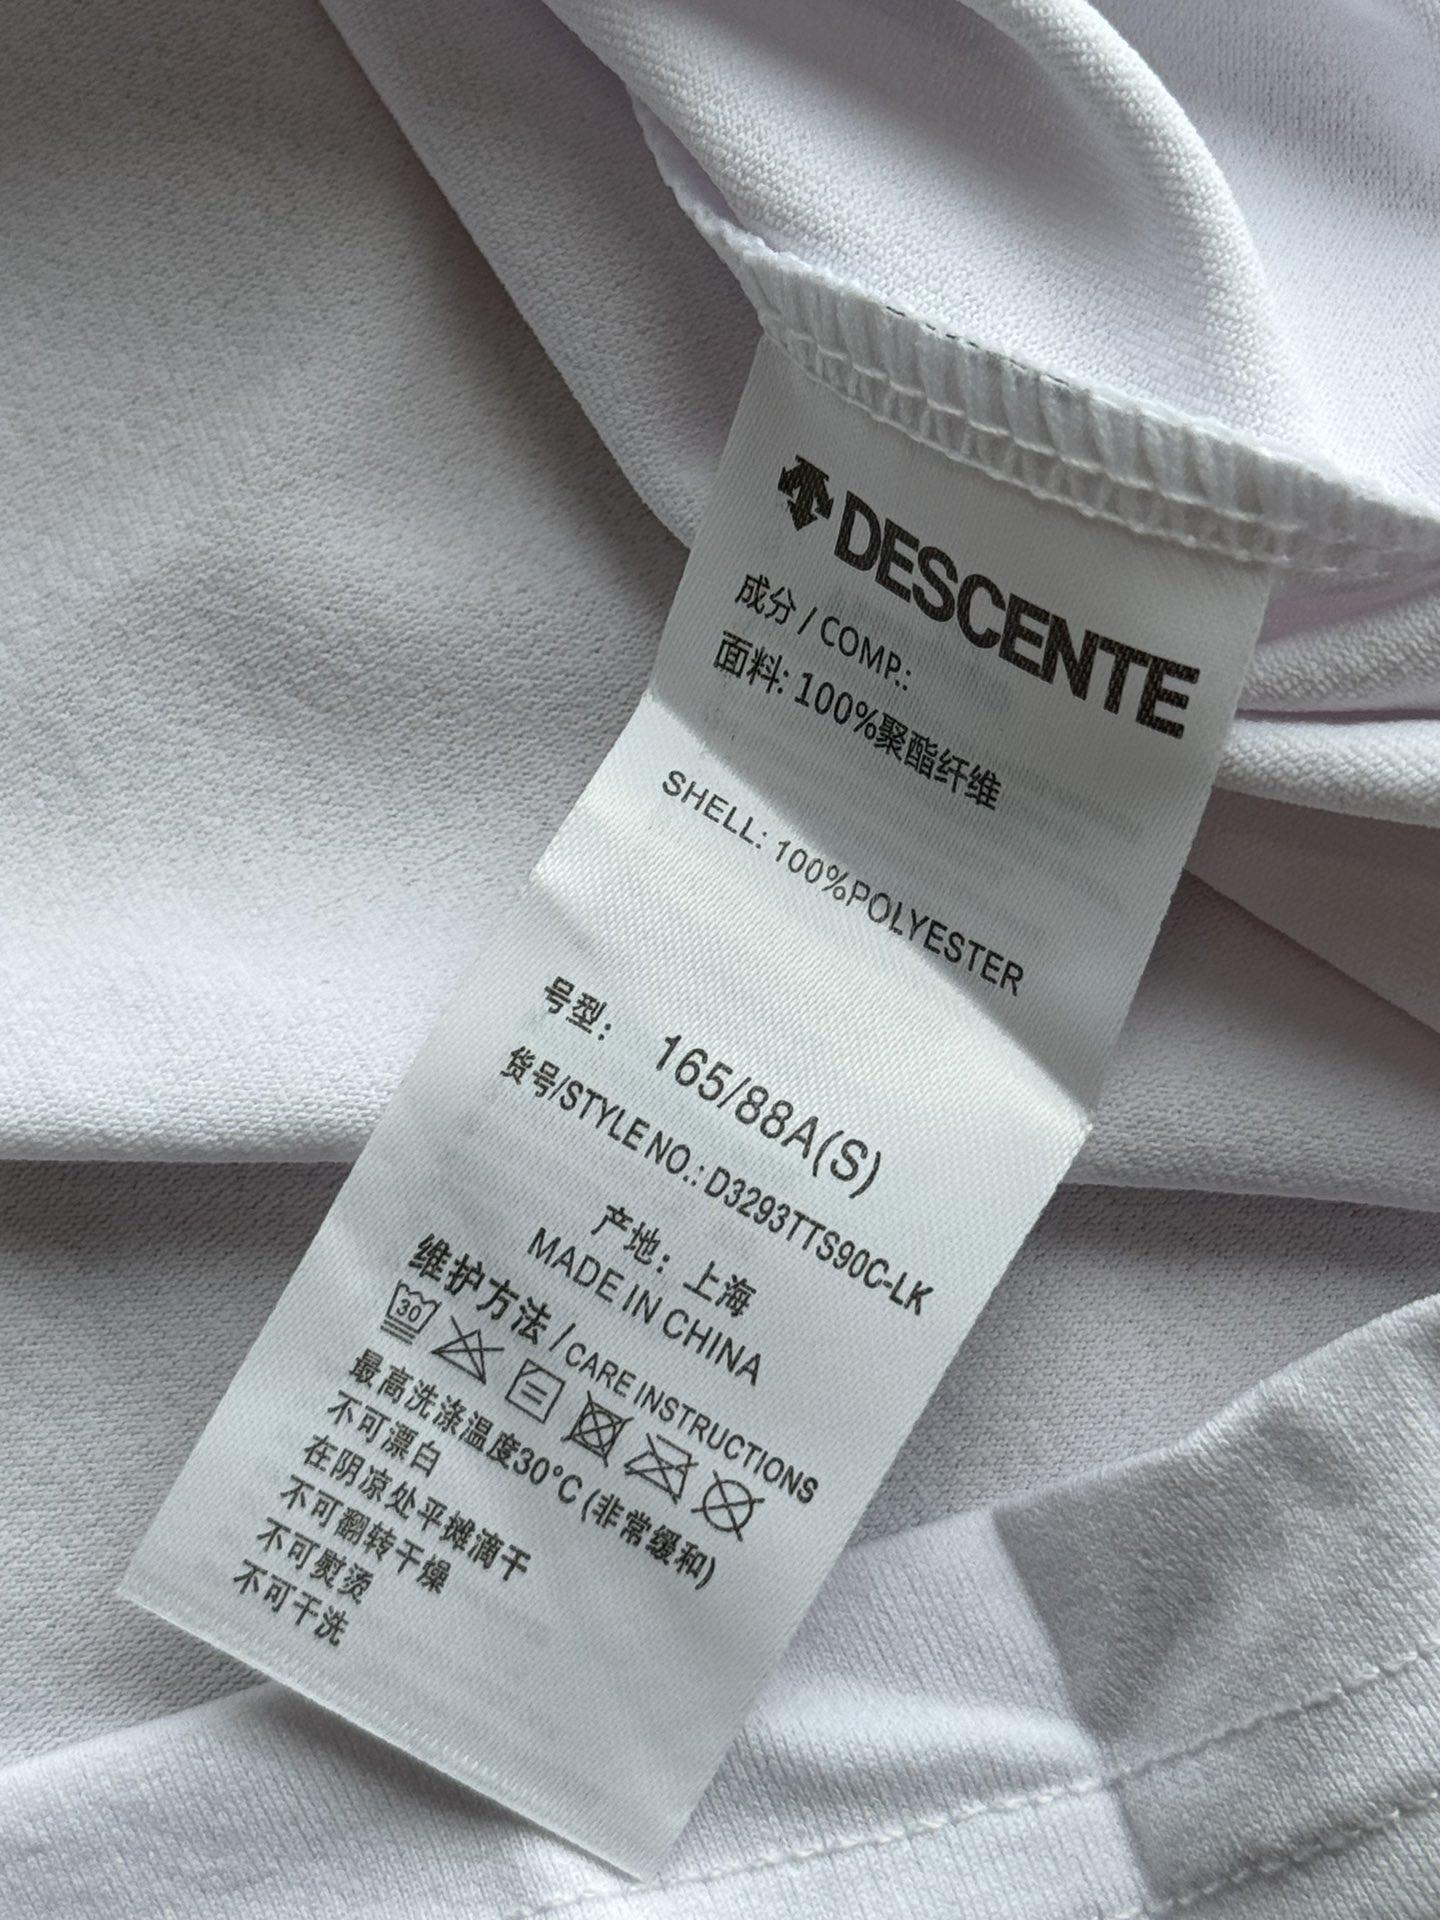 DESCENTE
成分 / COMP.:
面料: 100%聚酯纤维
SHELL: 100%POLYESTER
号型: 165/88A(S)
货号/STYLE NO.: D3293TTS90C-LK
产地: 上海
MADE IN CHINA
维护方法 / CARE INSTRUCTIONS
30
最高洗涤温度30°C (非常缓和)
不可漂白
在阴凉处平摊滴干
不可翻转干燥
不可熨烫
不可干洗